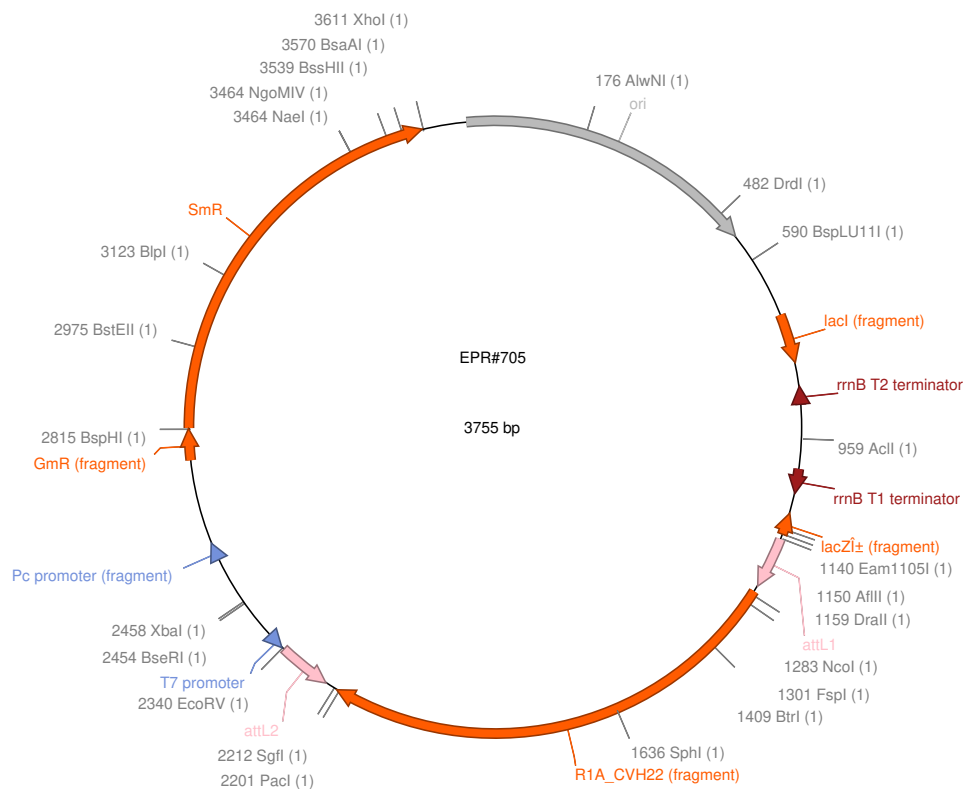 3611 XhoI (1)
3570 BsaAI (1)
3539 BssHII (1)
3464 NgoMIV (1)
3464 NaeI (1)
176 AlwNI (1)
ori
482 DrdI (1)
590 BspLU11I (1)
SmR
3123 BlpI (1)
2975 BstEII (1)
lacI (fragment)
EPR#705
rrnB T2 terminator
3755 bp
2815 BspHI (1)
959 AclI (1)
GmR (fragment)
rrnB T1 terminator
lacZÎ± (fragment)
1140 Eam1105I (1)
Pc promoter (fragment)
1150 AflII (1)
1159 DraII (1)
2458 XbaI (1)
attL1
2454 BseRI (1)
1283 NcoI (1)
T7 promoter
1301 FspI (1)
2340 EcoRV (1)
1409 BtrI (1)
attL2
2212 SgfI (1)
1636 SphI (1)
2201 PacI (1)
R1A_CVH22 (fragment)